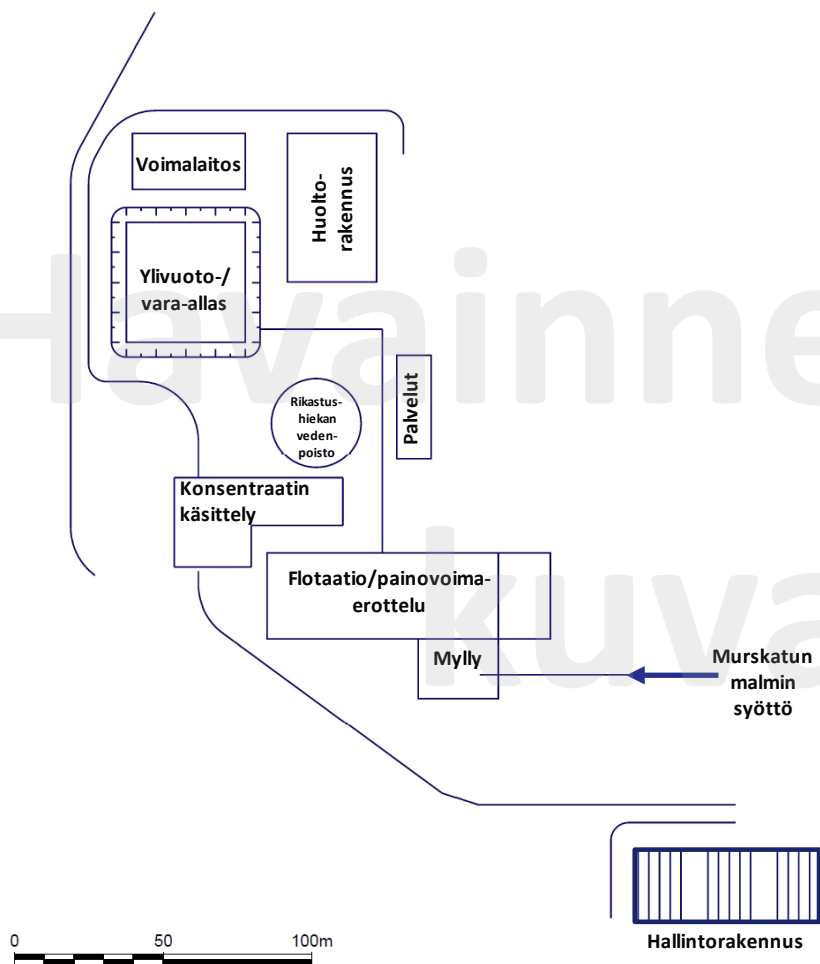 Voimalaitos
Huolto-
rakennus
Ylivuoto-/
vara-allas
Havainne
Palvelut
Rikastus-
hiekan
veden-
poisto
Konsentraatin
käsittely
Flotaatio/painovoima-
erottelu
kuva
Mylly
Murskatun
malmin
syöttö
0 50 100m
Hallintorakennus